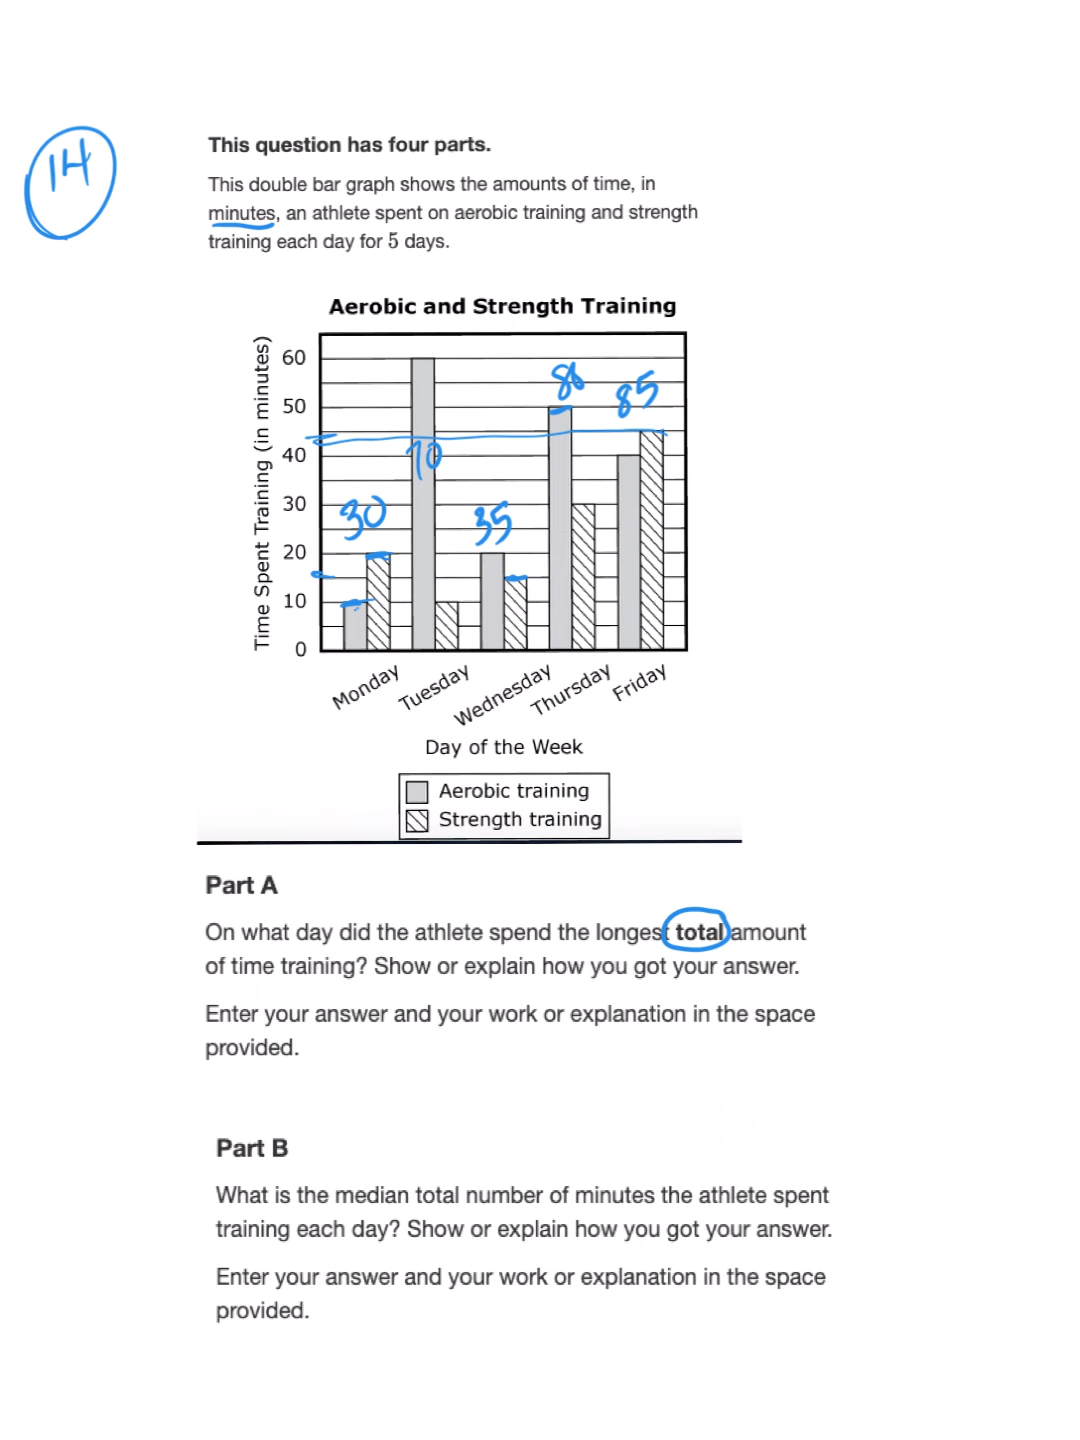 14
This question has four parts.
This double bar graph shows the amounts of time, in
minutes, an athlete spent on aerobic training and strength
training each day for 5 days.
Aerobic and Strength Training
Time Spent Training (in minutes)
60
50
40
30
20
10
0
30
70
35
80
85
Monday
Tuesday
Wednesday
Thursday
Friday
Day of the Week
Aerobic training
Strength training
Part A
On what day did the athlete spend the longest total amount
of time training? Show or explain how you got your answer.
Enter your answer and your work or explanation in the space
provided.
Part B
What is the median total number of minutes the athlete spent
training each day? Show or explain how you got your answer.
Enter your answer and your work or explanation in the space
provided.